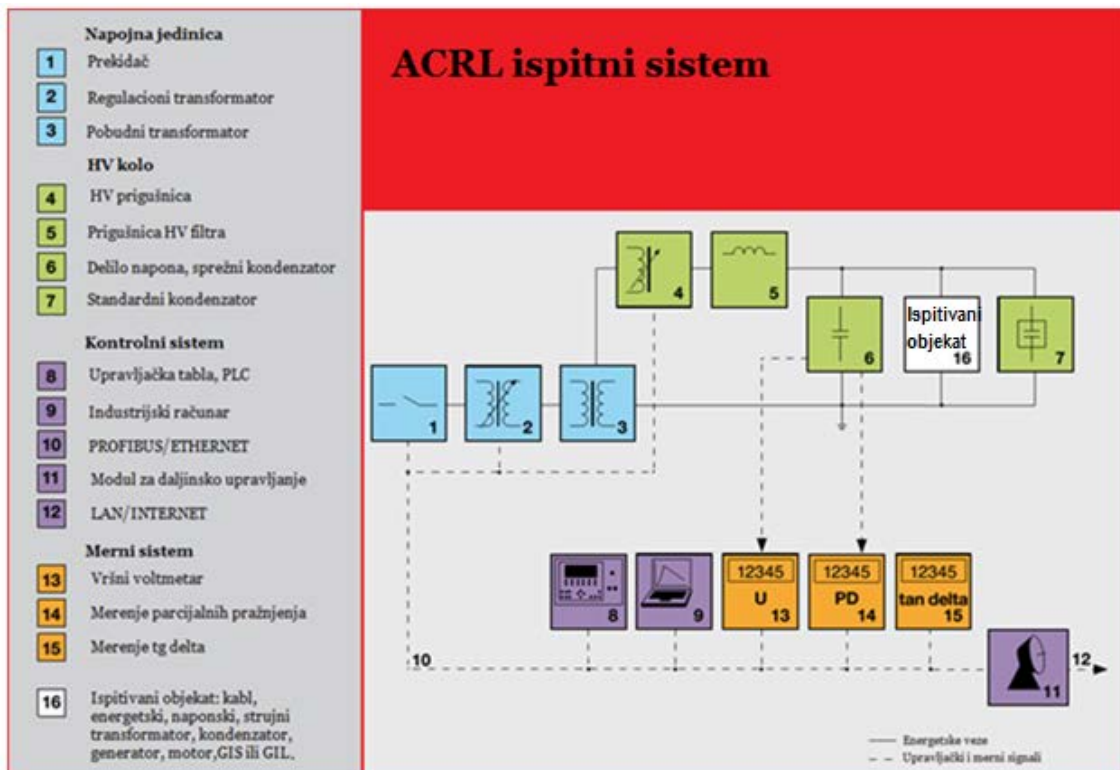 Napojna jedinica
1 Prekidač
2 Regulacioni transformator
3 Pobudni transformator
HV kolo
4 HV prigušnica
5 Prigušnica HV filtra
6 Delilo napona, sprežni kondenzator
7 Standardni kondenzator
Kontrolni sistem
8 Upravljačka tabla, PLC
9 Industrijski računar
10 PROFIBUS/ETHERNET
11 Modul za daljinsko upravljanje
12 LAN/INTERNET
Merni sistem
13 Vršni voltmetar
14 Merenje parcijalnih pražnjenja
15 Merenje tg delta
16 Ispitivani objekat: kabl,
energetski, naponski, strujni
transformator, kondenzator,
generator, motor,GIS ili GIL.
ACRL ispitni sistem
4
5
6
Ispitivani
objekat
16
7
1
2
3
8
9
12345
U
13
12345
PD
14
12345
tan delta
15
10
11
12
Energetske veze
Upravljački i merni signali